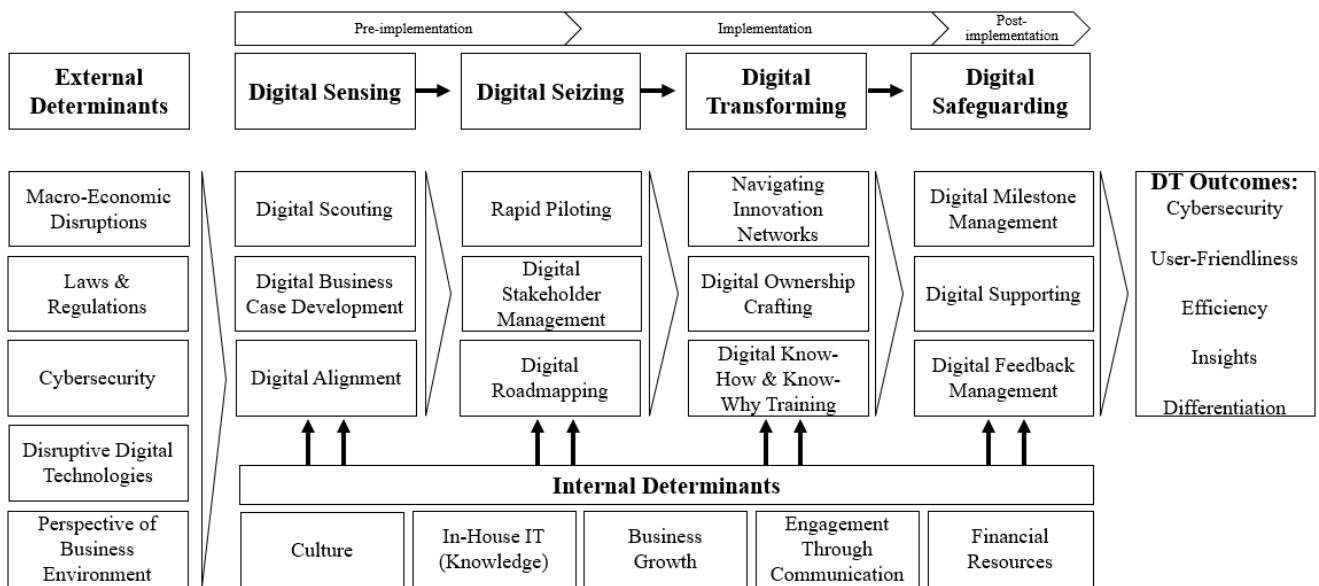 Pre-implementation
Implementation
Post-
implementation
External
Determinants
Digital Sensing
Digital Seizing
Digital
Transforming
Digital
Safeguarding
Macro-Economic
Disruptions
Laws &
Regulations
Cybersecurity
Disruptive Digital
Technologies
Perspective of
Business
Environment
Digital Scouting
Digital Business
Case Development
Digital Alignment
Rapid Piloting
Digital
Stakeholder
Management
Digital
Roadmapping
Navigating
Innovation
Networks
Digital Ownership
Crafting
Digital Know-
How & Know-
Why Training
Digital Milestone
Management
Digital Supporting
Digital Feedback
Management
DT Outcomes:
Cybersecurity
User-Friendliness
Efficiency
Insights
Differentiation
Internal Determinants
Culture
In-House IT
(Knowledge)
Business
Growth
Engagement
Through
Communication
Financial
Resources